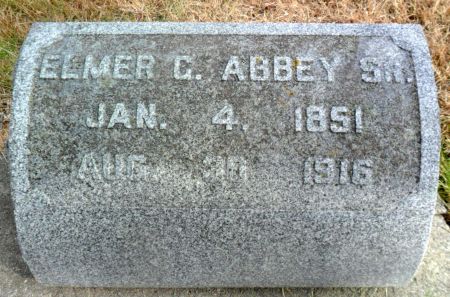 ELMER C. ABBEY SR.
JAN. 4. 1851
AUG 1916